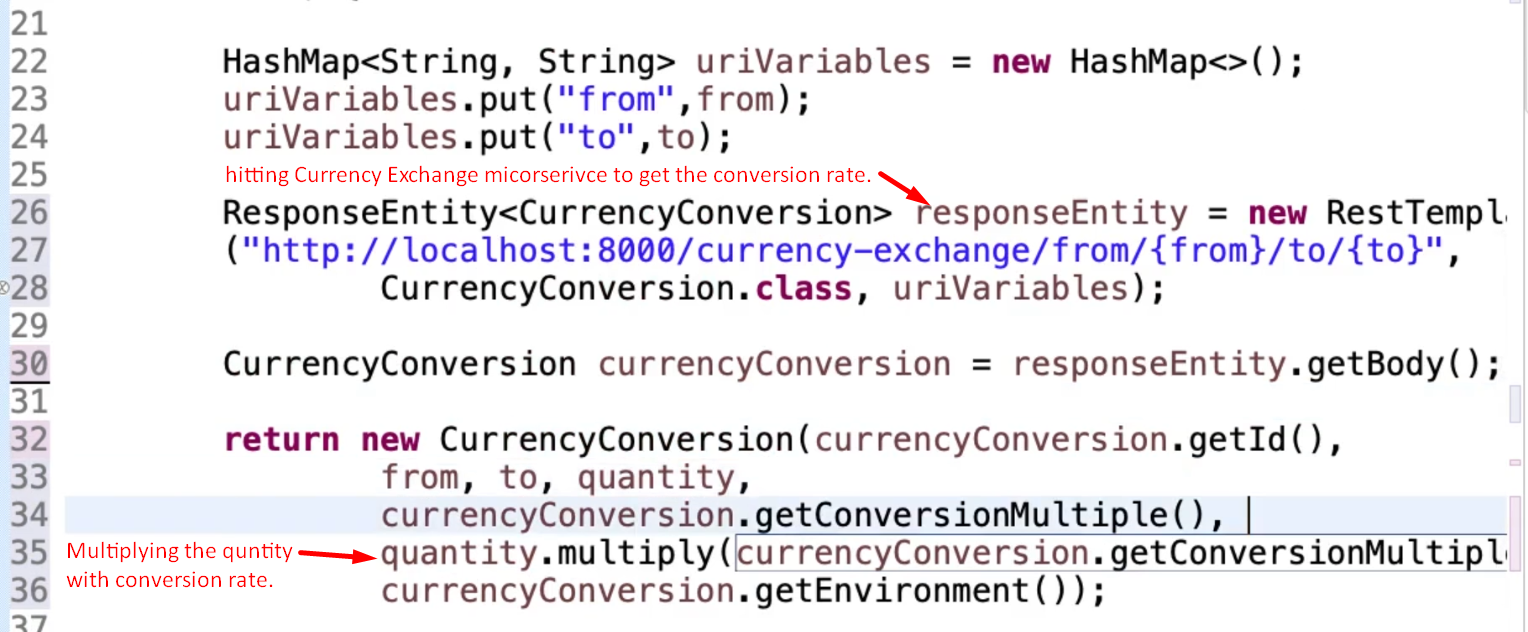 21
22 HashMap<String, String> uriVariables = new HashMap<>();
23 uriVariables.put("from",from);
24 uriVariables.put("to",to);
25 hitting Currency Exchange micorserivce to get the conversion rate.
26 ResponseEntity<CurrencyConversion> responseEntity = new RestTempl
27 ("http://localhost:8000/currency-exchange/from/{from}/to/{to}",
28 CurrencyConversion.class, uriVariables);
29
30 CurrencyConversion currencyConversion = responseEntity.getBody();
31
32 return new CurrencyConversion(currencyConversion.getId(),
33 from, to, quantity,
34 currencyConversion.getConversionMultiple(),
35 Multiplying the quntity quantity.multiply(currencyConversion.getConversionMultipl
with conversion rate.
36 currencyConversion.getEnvironment());
37